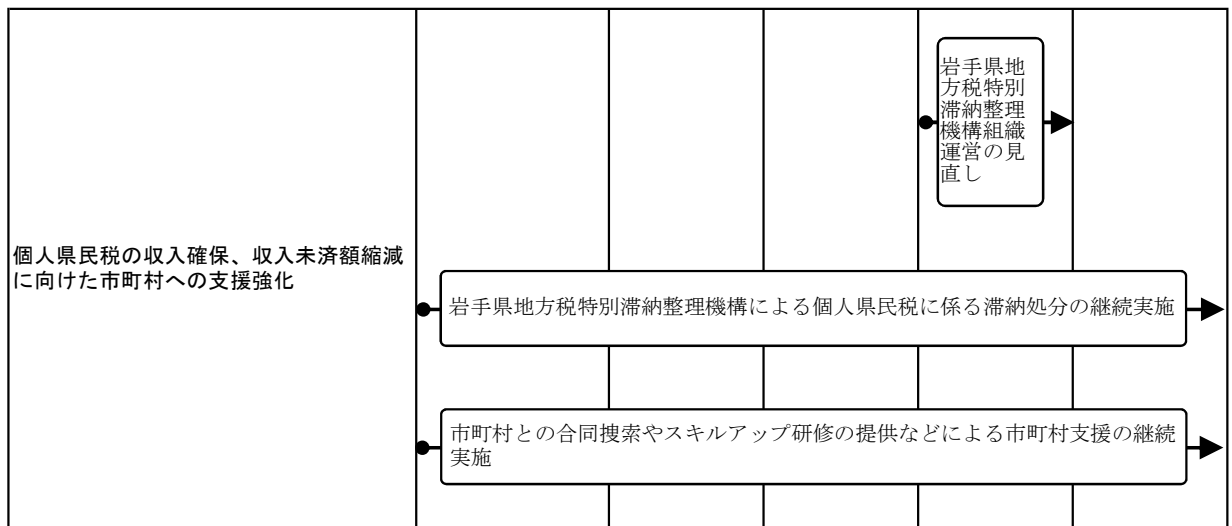 岩手県地
方税特別
滞納整理
機構組織
運営の見
直し
個人県民税の収入確保、収入未済額縮減
に向けた市町村への支援強化
岩手県地方税特別滞納整理機構による個人県民税に係る滞納処分の継続実施
市町村との合同捜索やスキルアップ研修の提供などによる市町村支援の継続
実施